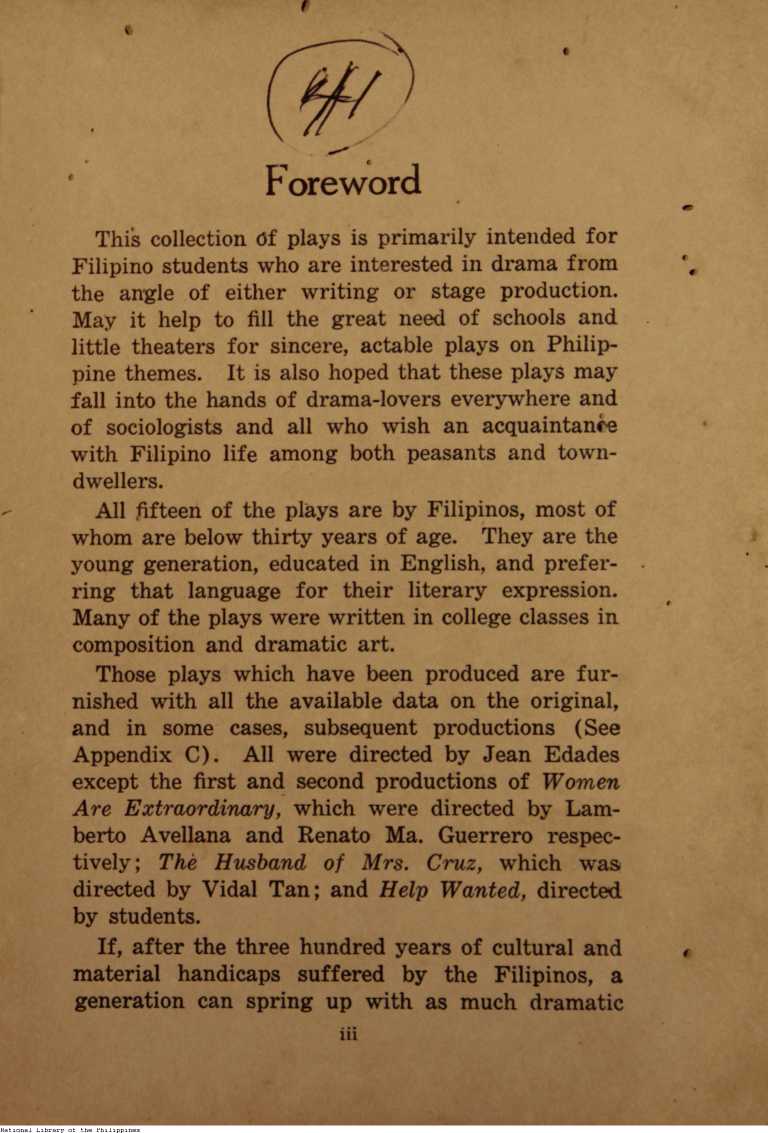 Foreword
This collection of plays is primarily intended for
Filipino students who are interested in drama from
the angle of either writing or stage production.
May it help to fill the great need of schools and
little theaters for sincere, actable plays on Philip-
pine themes. It is also hoped that these plays may
fall into the hands of drama-lovers everywhere and
of sociologists and all who wish an acquaintance
with Filipino life among both peasants and town-
dwellers.
All fifteen of the plays are by Filipinos, most of
whom are below thirty years of age. They are the
young generation, educated in English, and prefer-
ring that language for their literary expression.
Many of the plays were written in college classes in
composition and dramatic art.
Those plays which have been produced are fur-
nished with all the available data on the original,
and in some cases, subsequent productions (See
Appendix C). All were directed by Jean Edades
except the first and second productions of Women
Are Extraordinary, which were directed by Lam-
berto Avellana and Renato Ma. Guerrero respec-
tively; The Husband of Mrs. Cruz, which was
directed by Vidal Tan; and Help Wanted, directed
by students.
If, after the three hundred years of cultural and
material handicaps suffered by the Filipinos, a
generation can spring up with as much dramatic
iii
National Library of the Philippines